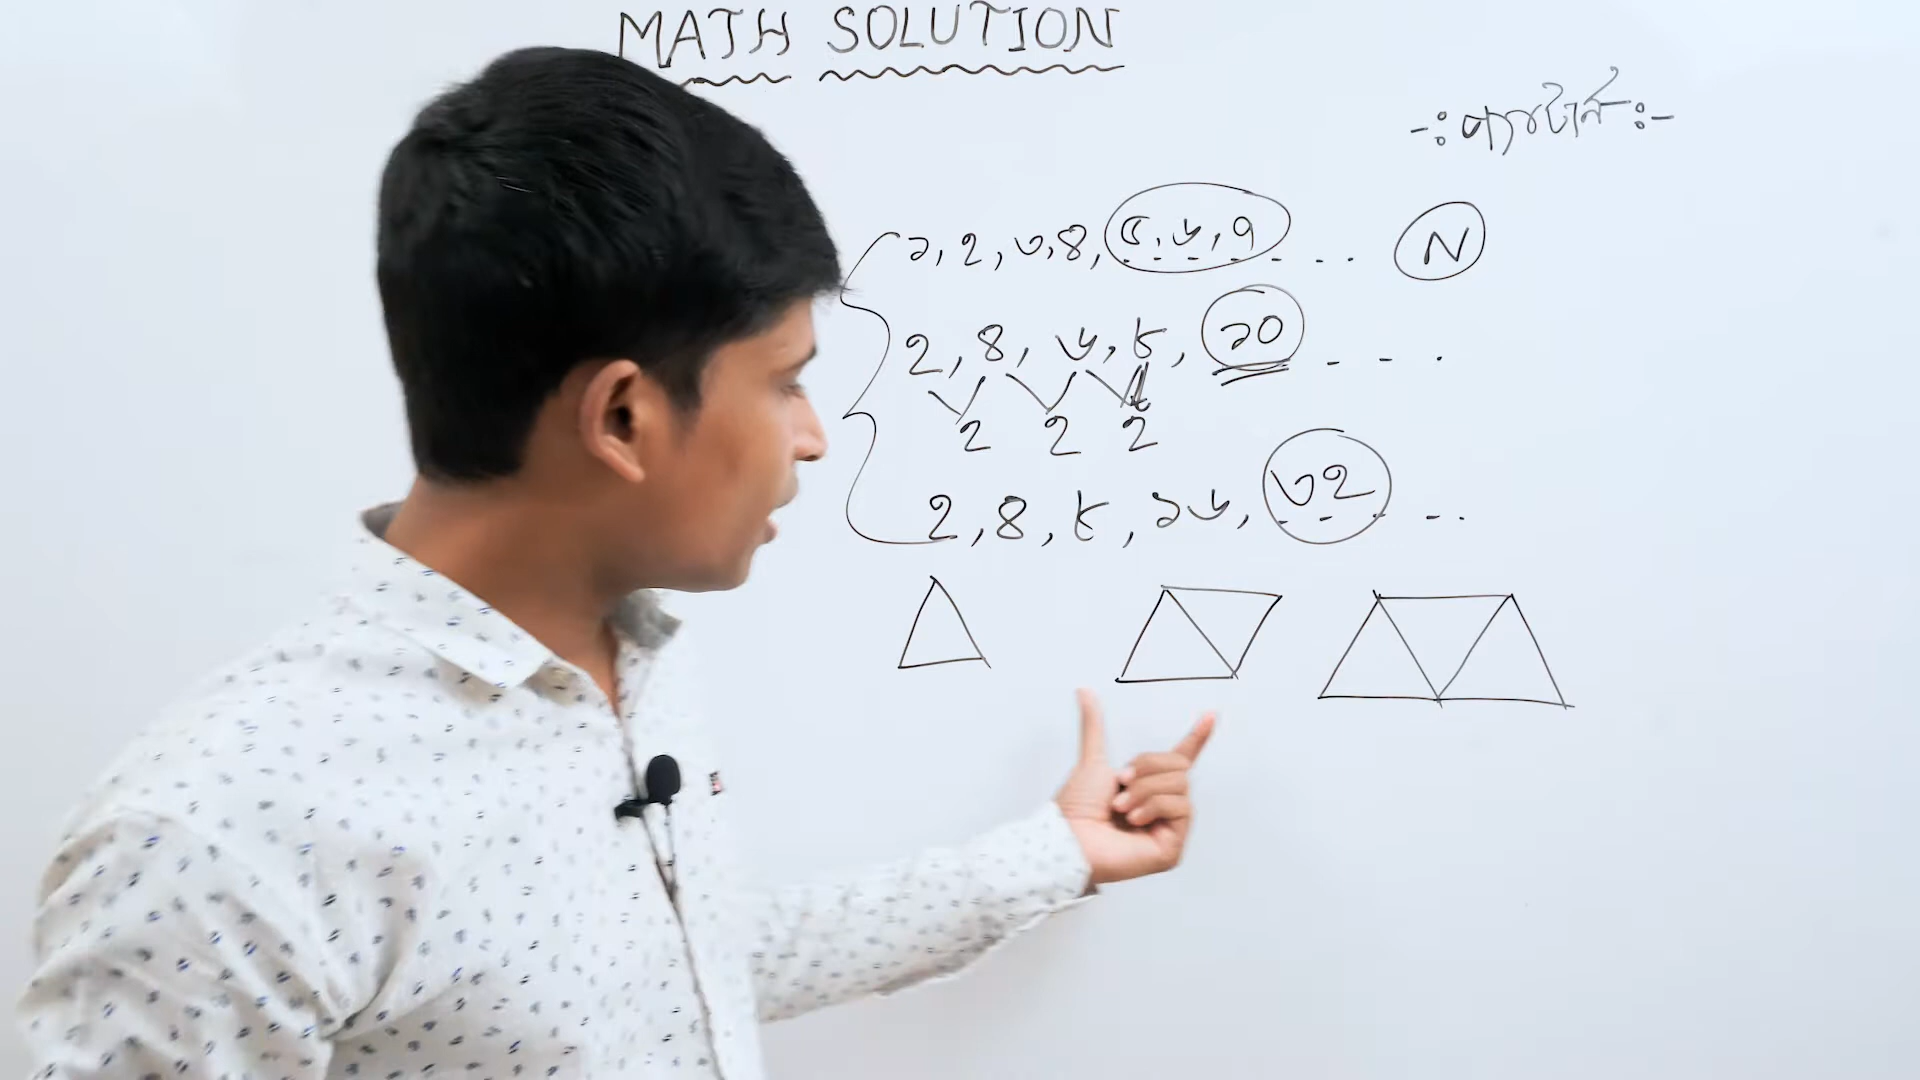 MATH SOLUTION
-ঃ প্যাটার্ন ঃ-
১, ২, ৩, ৪, ৫, ৬, ৭ ... N
২, ৪, ৬, ৮, ১০ - - .
২ ২ ২
২, ৪, ৮, ১৬, ৩২ - ..